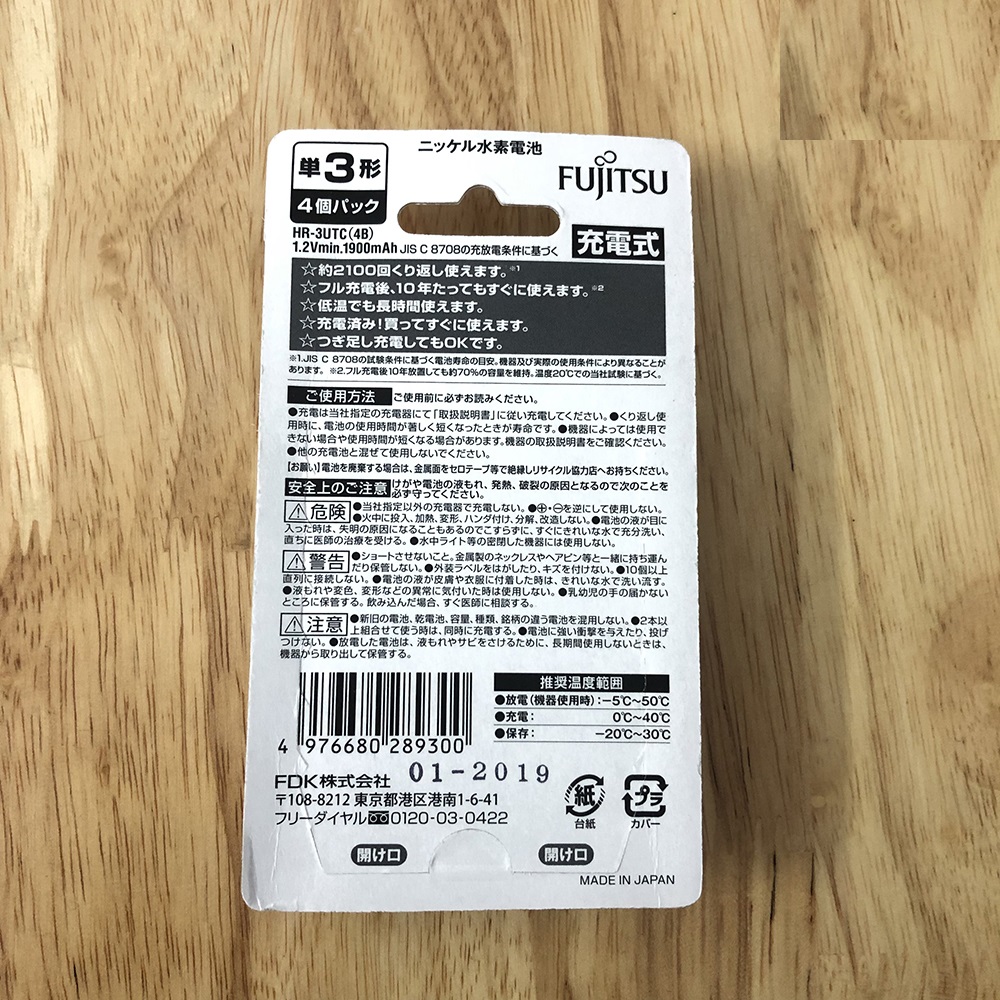 ニッケル水素電池
単3形
4個パック
FUJITSU
HR-3UTC(4B)
1.2Vmin.1900mAh JIS C 8708の充放電条件に基づく
充電式
☆約2100回くり返し使えます。※1
☆フル充電後、10年たってもすぐに使えます。※2
☆低温でも長時間使えます。
☆充電済み!買ってすぐに使えます。
☆つぎ足し充電してもOKです。
※1.JIS C 8708の試験条件に基づく電池寿命の目安。機器及び実際の使用条件により異なることが
あります。 ※2.フル充電後10年放置しても約70%の容量を維持。温度20℃での当社試験に基づく。
ご使用方法 ご使用前に必ずお読みください。
●充電は当社指定の充電器にて「取扱説明書」に従い充電してください。●くり返し使
用時に、電池の使用時間が著しく短くなったときが寿命です。●機器によっては使用で
きない場合や使用時間が短くなる場合があります。機器の取扱説明書をご確認ください。
●他の充電池と混ぜて使用しないでください。
【お願い】電池を廃棄する場合は、金属面をセロテープ等で絶縁しリサイクル協力店へお持ちください。
安全上のご注意 けがや電池の液もれ、発熱、破裂の原因となるので次のことを
必ず守ってください。
⚠危険 ●当社指定以外の充電器で充電しない。●⊕・⊖を逆にして使用しない。
●火中に投入、加熱、変形、ハンダ付け、分解、改造しない。●電池の液が目に
入った時は、失明の原因になることもあるのでこすらずに、すぐにきれいな水で充分洗い、
直ちに医師の治療を受ける。●水中ライト等の密閉した機器には使用しない。
⚠警告 ●ショートさせないこと。金属製のネックレスやヘアピン等と一緒に持ち運ん
だり保管しない。●外装ラベルをはがしたり、キズを付けない。●10個以上
直列に接続しない。●電池の液が皮膚や衣服に付着した時は、きれいな水で洗い流す。
●液もれや変色、変形などの異常に気付いた時は使用しない。●乳幼児の手の届かない
ところに保管する。飲み込んだ場合、すぐ医師に相談する。
⚠注意 ●新旧の電池、乾電池、容量、種類、銘柄の違う電池を混用しない。●2本以
上組合せて使う時は、同時に充電する。●電池に強い衝撃を与えたり、投げ
つけない。●放電した電池は、液もれやサビをさけるために、長期間使用しないときは、
機器から取り出して保管する。
推奨温度範囲
●放電(機器使用時):-5℃~50℃
●充電: 0℃~40℃
●保存: -20℃~30℃
4 976680 289300
01-2019
FDK株式会社
〒108-8212 東京都港区港南1-6-41
フリーダイヤル 0120-03-0422
紙
台紙
プラ
カバー
開け口
開け口
MADE IN JAPAN